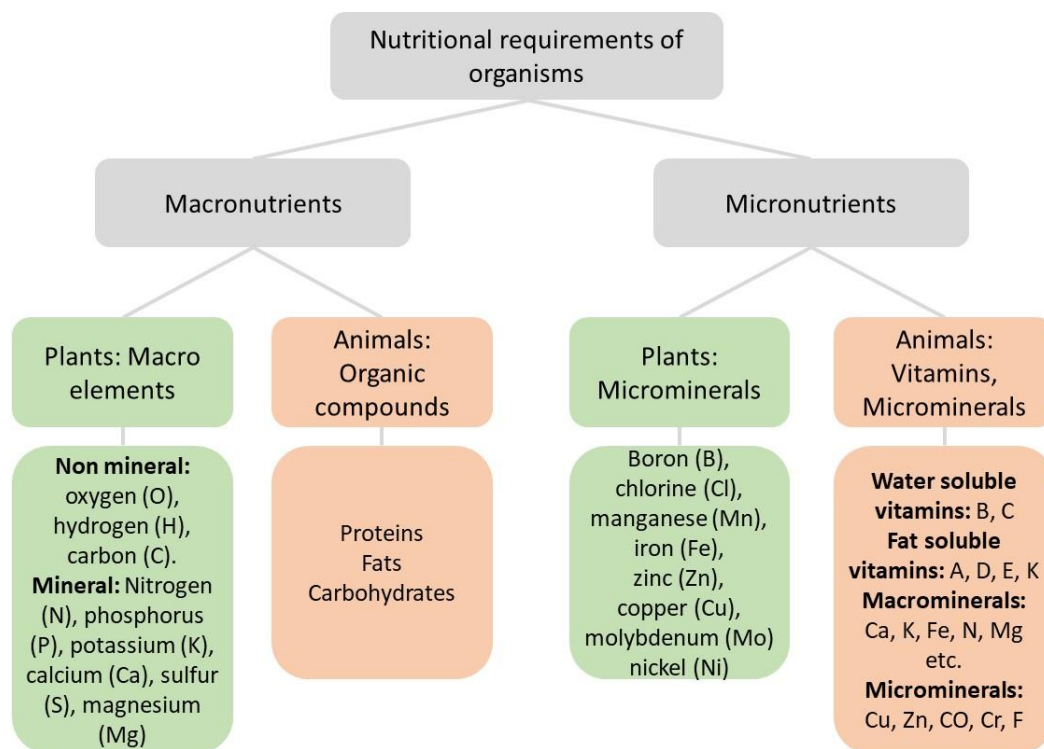 Nutritional requirements of
organisms
Macronutrients
Micronutrients
Plants: Macro
elements
Animals:
Organic
compounds
Plants:
Microminerals
Animals:
Vitamins,
Microminerals
Non mineral:
oxygen (O),
hydrogen (H),
carbon (C).
Mineral: Nitrogen
(N), phosphorus
(P), potassium (K),
calcium (Ca), sulfur
(S), magnesium
(Mg)
Proteins
Fats
Carbohydrates
Boron (B),
chlorine (Cl),
manganese (Mn),
iron (Fe),
zinc (Zn),
copper (Cu),
molybdenum (Mo)
nickel (Ni)
Water soluble
vitamins: B, C
Fat soluble
vitamins: A, D, E, K
Macrominerals:
Ca, K, Fe, N, Mg
etc.
Microminerals:
Cu, Zn, CO, Cr, F